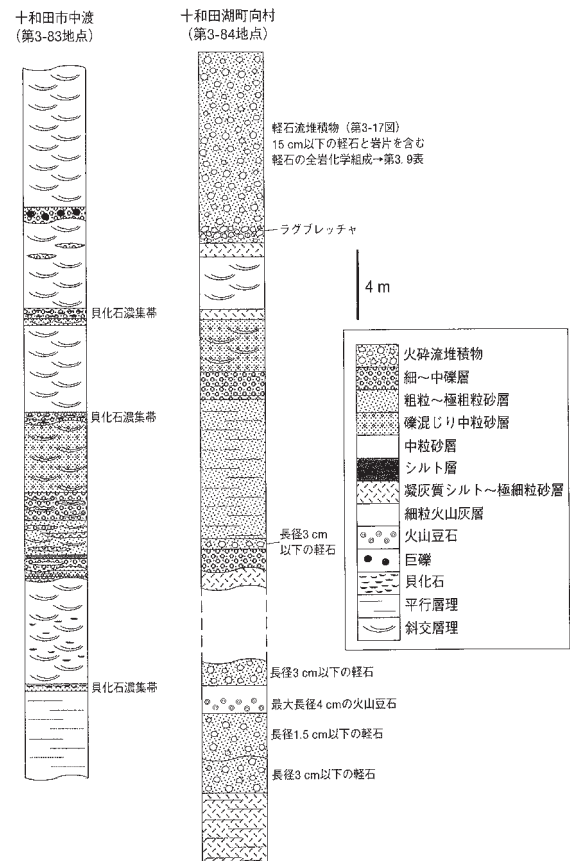 十和田市中渡
(第3-83地点)
貝化石濃集帯
貝化石濃集帯
貝化石濃集帯
十和田湖町向村
(第3-84地点)
軽石流堆積物（第3-17図）
15 cm以下の軽石と岩片を含む
軽石の全岩化学組成→第3. 9表
ラグブレッチャ
長径3 cm
以下の軽石
長径3 cm以下の軽石
最大長径4 cmの火山豆石
長径1.5 cm以下の軽石
長径3 cm以下の軽石
4 m
火砕流堆積物
細～中礫層
粗粒～極粗粒砂層
礫混じり中粒砂層
中粒砂層
シルト層
凝灰質シルト～極細粒砂層
細粒火山灰層
火山豆石
巨礫
貝化石
平行層理
斜交層理